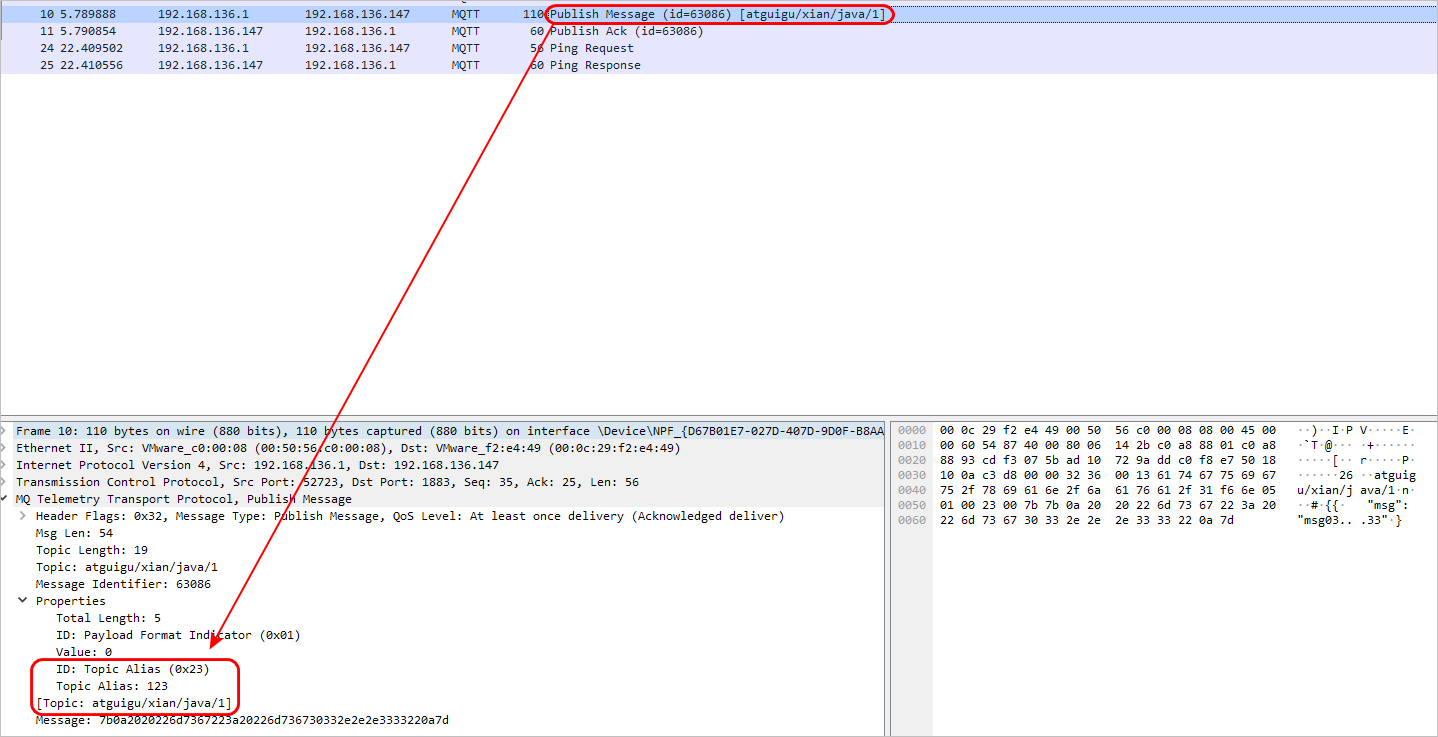 10 5.789888 192.168.136.1 192.168.136.147 MQTT 110 Publish Message (id=63086) [atguigu/xian/java/1]
11 5.790854 192.168.136.147 192.168.136.1 MQTT 60 Publish Ack (id=63086)
24 22.409502 192.168.136.1 192.168.136.147 MQTT 56 Ping Request
25 22.410556 192.168.136.147 192.168.136.1 MQTT 60 Ping Response
Frame 10: 110 bytes on wire (880 bits), 110 bytes captured (880 bits) on interface \Device\NPF_{D67B01E7-027D-407D-9D0F-B8AA
Ethernet II, Src: VMware_c0:00:08 (00:50:56:c0:00:08), Dst: VMware_f2:e4:49 (00:0c:29:f2:e4:49)
Internet Protocol Version 4, Src: 192.168.136.1, Dst: 192.168.136.147
Transmission Control Protocol, Src Port: 52723, Dst Port: 1883, Seq: 35, Ack: 25, Len: 56
MQ Telemetry Transport Protocol, Publish Message
Header Flags: 0x32, Message Type: Publish Message, QoS Level: At least once delivery (Acknowledged deliver)
Msg Len: 54
Topic Length: 19
Topic: atguigu/xian/java/1
Message Identifier: 63086
Properties
Total Length: 5
ID: Payload Format Indicator (0x01)
Value: 0
ID: Topic Alias (0x23)
Topic Alias: 123
[Topic: atguigu/xian/java/1]
Message: 7b0a2020226d7367223a20226d736730332e2e2e3333220a7d
0000 00 0c 29 f2 e4 49 00 50 56 c0 00 08 08 00 45 00 ··)··I·P V·····E·
0010 00 60 54 87 40 00 80 06 14 2b c0 a8 88 01 c0 a8 ·`T·@··· ·+······
0020 88 93 cd f3 07 5b ad 10 72 9a dd c0 f8 e7 50 18 ·····[·· r·····P·
0030 10 0a c3 d8 00 00 32 36 00 13 61 74 67 75 69 67 ······26 ··atguig
0040 75 2f 78 69 61 6e 2f 6a 61 76 61 2f 31 f6 6e 05 u/xian/j ava/1·n·
0050 01 00 23 00 7b 7b 0a 20 20 22 6d 73 67 22 3a 20 ··#·{{·  "msg":
0060 22 6d 73 67 30 33 2e 2e 2e 33 33 22 0a 7d "msg03.. .33"·}